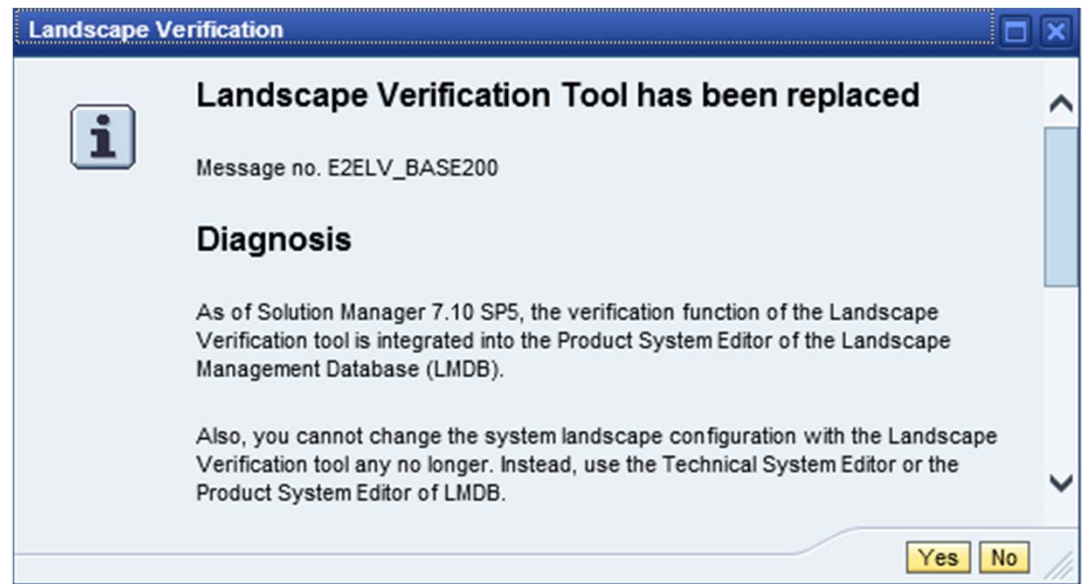 Landscape Verification
Landscape Verification Tool has been replaced
Message no. E2ELV_BASE200
Diagnosis
As of Solution Manager 7.10 SP5, the verification function of the Landscape
Verification tool is integrated into the Product System Editor of the Landscape
Management Database (LMDB).
Also, you cannot change the system landscape configuration with the Landscape
Verification tool any no longer. Instead, use the Technical System Editor or the
Product System Editor of LMDB.
Yes No